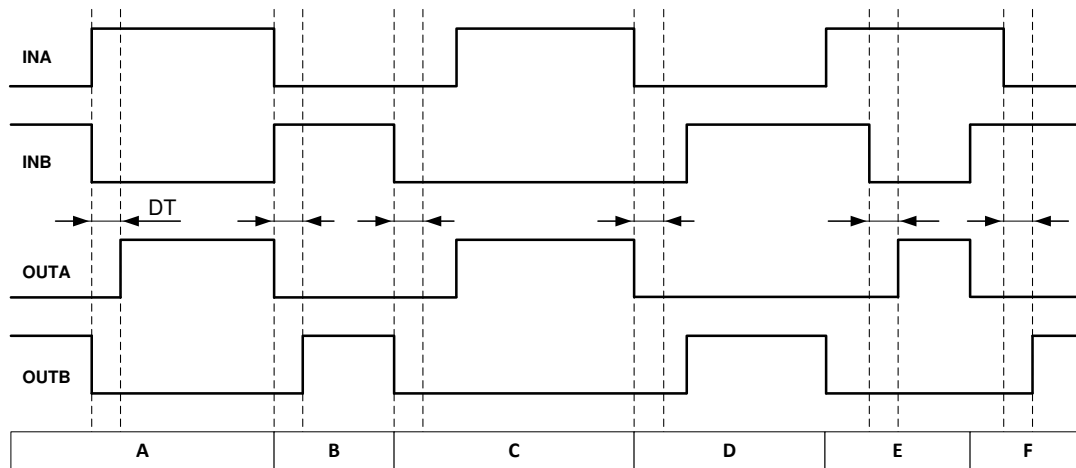 INA
INB
DT
OUTA
OUTB
A B C D E F